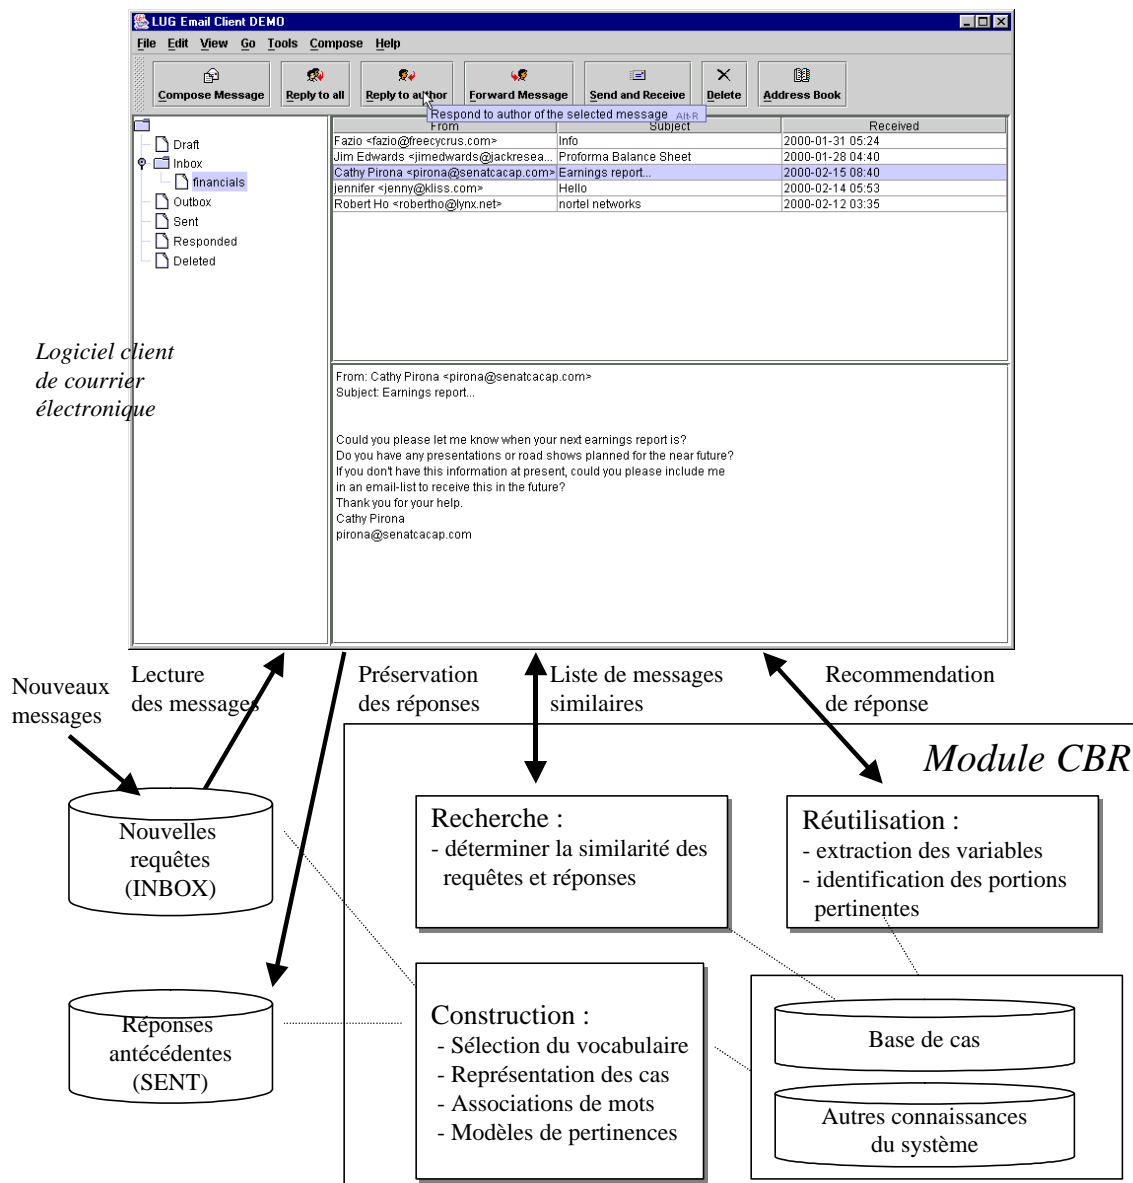 LUG Email Client DEMO
File Edit View Go Tools Compose Help
Compose Message Reply to all Reply to author Forward Message Send and Receive Delete Address Book
Respond to author of the selected message Alt-R
From Subject Received
Fazio <fazio@freecycrus.com> Info 2000-01-31 05:24
Jim Edwards <jimedwards@jackresea... Proforma Balance Sheet 2000-01-28 04:40
Cathy Pirona <pirona@senatcacap.com> Earnings report... 2000-02-15 08:40
jennifer <jenny@kliss.com> Hello 2000-02-14 05:53
Robert Ho <robertho@lynx.net> nortel networks 2000-02-12 03:35
Draft
Inbox
financials
Outbox
Sent
Responded
Deleted
Logiciel client
de courrier
électronique
From: Cathy Pirona <pirona@senatcacap.com>
Subject: Earnings report...
Could you please let me know when your next earnings report is?
Do you have any presentations or road shows planned for the near future?
If you don't have this information at present, could you please include me
in an email-list to receive this in the future?
Thank you for your help.
Cathy Pirona
pirona@senatcacap.com
Nouveaux
messages
Lecture
des messages
Préservation
des réponses
Liste de messages
similaires
Recommendation
de réponse
Module CBR
Nouvelles
requêtes
(INBOX)
Recherche :
- déterminer la similarité des
requêtes et réponses
Réutilisation :
- extraction des variables
- identification des portions
pertinentes
Réponses
antécédentes
(SENT)
Construction :
- Sélection du vocabulaire
- Représentation des cas
- Associations de mots
- Modèles de pertinences
Base de cas
Autres connaissances
du système